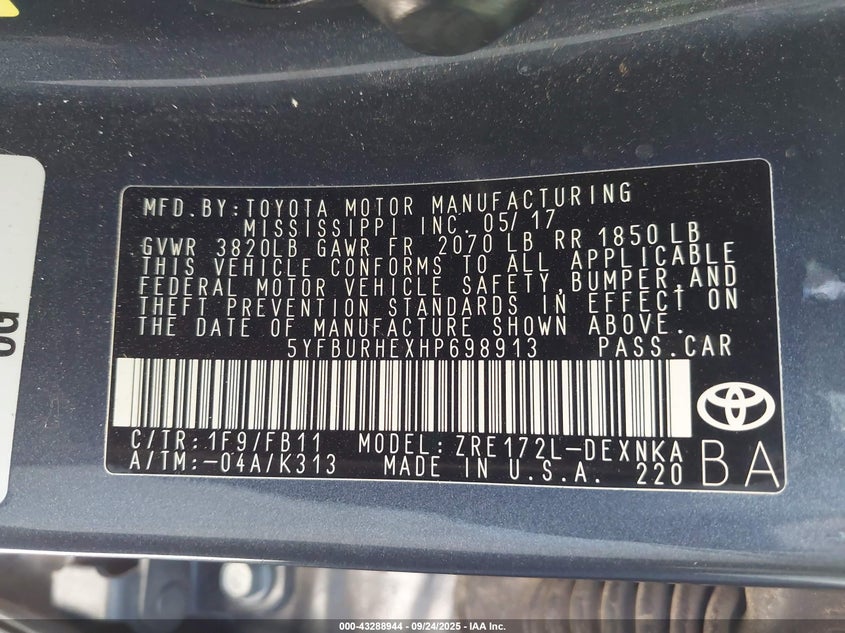 MFD.BY:TOYOTA MOTOR MANUFACTURING
MISSISSIPPI INC. 05/17
GVWR 3820LB GAWR FR 2070 LB RR 1850 LB
THIS VEHICLE CONFORMS TO ALL APPLICABLE
FEDERAL MOTOR VEHICLE SAFETY,BUMPER,AND
THEFT PREVENTION STANDARDS IN EFFECT ON
THE DATE OF MANUFACTURE SHOWN ABOVE.
5YFBURHEXHP698913 PASS.CAR
C/TR:1F9/FB11 MODEL:ZRE172L-DEXNKA
A/TM:-04A/K313 MADE IN U.S.A. 220
BA
000-43288944 - 09/24/2025 - IAA Inc.